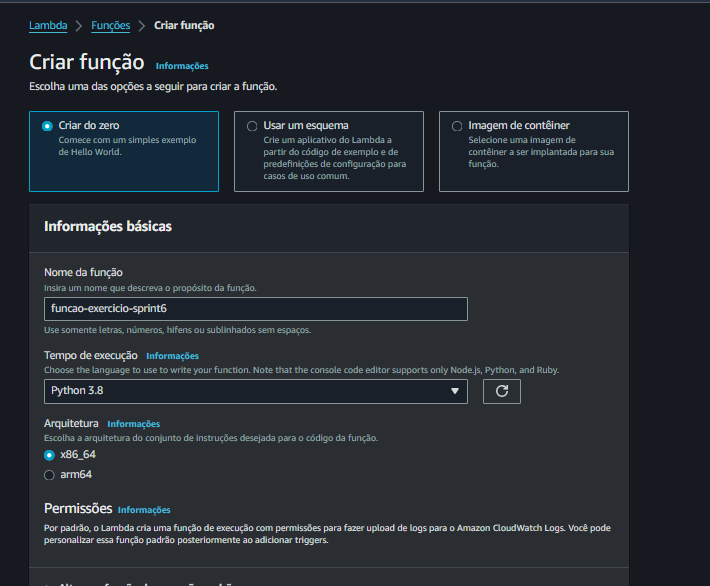 Lambda > Funções > Criar função
Criar função Informações
Escolha uma das opções a seguir para criar a função.
Criar do zero
Comece com um simples exemplo
de Hello World.
Usar um esquema
Crie um aplicativo do Lambda a
partir do código de exemplo e de
predefinições de configuração para
casos de uso comum.
Imagem de contêiner
Selecione uma imagem de
contêiner a ser implantada para sua
função.
Informações básicas
Nome da função
Insira um nome que descreva o propósito da função.
funcao-exercicio-sprint6
Use somente letras, números, hifens ou sublinhados sem espaços.
Tempo de execução Informações
Choose the language to use to write your function. Note that the console code editor supports only Node.js, Python, and Ruby.
Python 3.8
Arquitetura Informações
Escolha a arquitetura do conjunto de instruções desejada para o código da função.
x86_64
arm64
Permissões Informações
Por padrão, o Lambda cria uma função de execução com permissões para fazer upload de logs para o Amazon CloudWatch Logs. Você pode
personalizar essa função padrão posteriormente ao adicionar triggers.